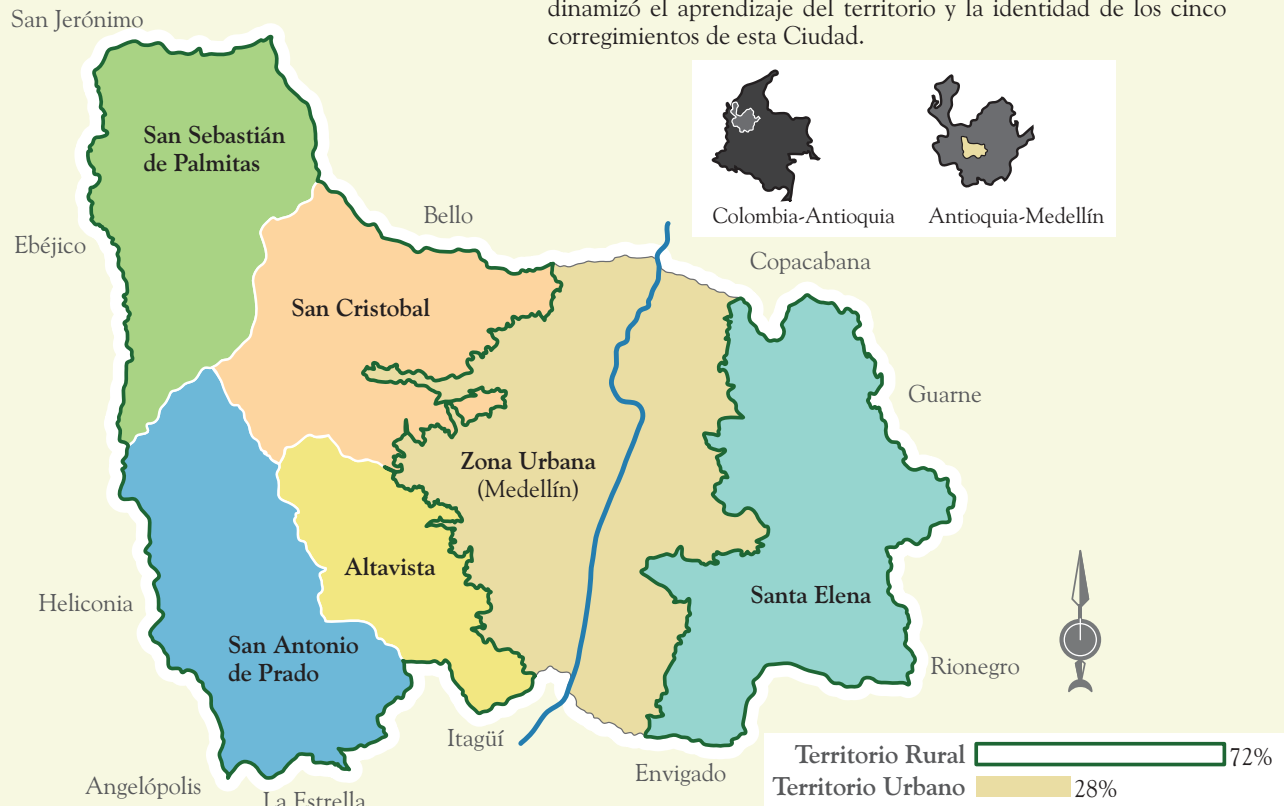 dinamizó el aprendizaje del territorio y la identidad de los cinco
corregimientos de esta Ciudad.
San Jerónimo
Colombia-Antioquia
Antioquia-Medellín
San Sebastián
de Palmitas
Bello
Ebéjico
Copacabana
San Cristobal
Guarne
Zona Urbana
(Medellín)
Altavista
Santa Elena
Heliconia
San Antonio
de Prado
Rionegro
Itagüí
Envigado
Angelópolis
La Estrella
Territorio Rural 72%
Territorio Urbano 28%